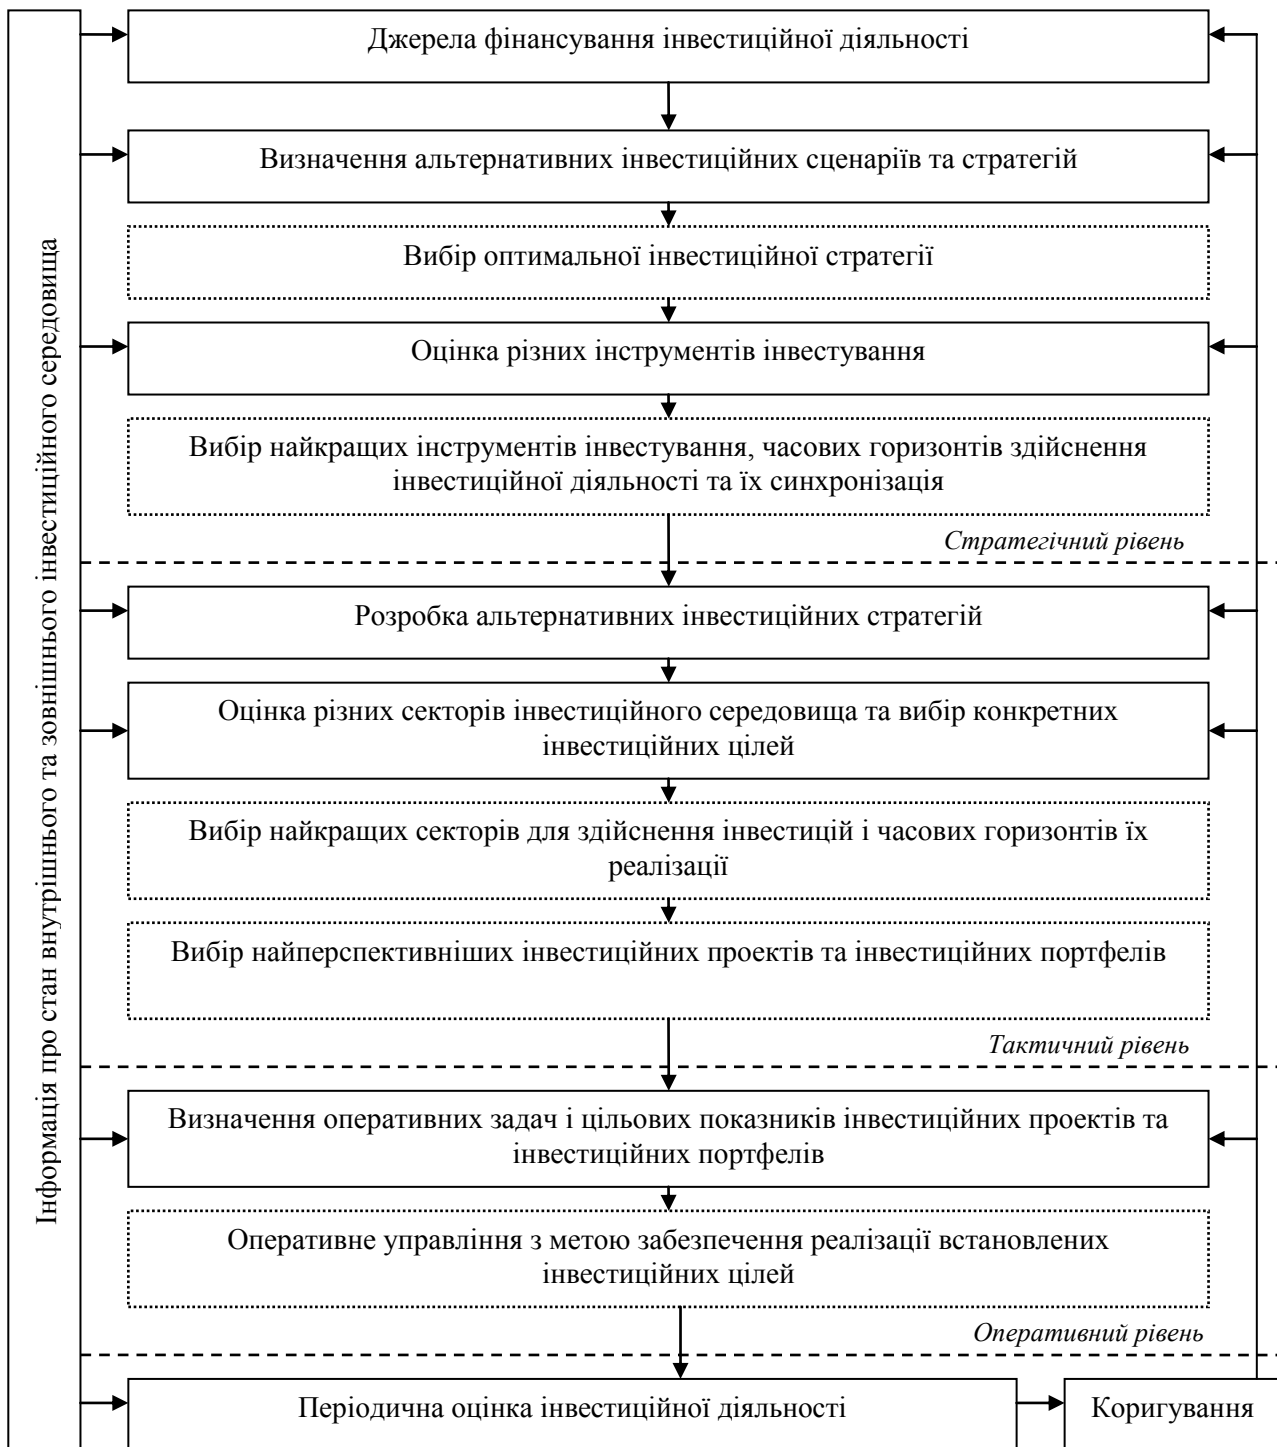 Інформація про стан внутрішнього та зовнішнього інвестиційного середовища
Джерела фінансування інвестиційної діяльності
Визначення альтернативних інвестиційних сценаріїв та стратегій
Вибір оптимальної інвестиційної стратегії
Оцінка різних інструментів інвестування
Вибір найкращих інструментів інвестування, часових горизонтів здійснення
інвестиційної діяльності та їх синхронізація
Стратегічний рівень
Розробка альтернативних інвестиційних стратегій
Оцінка різних секторів інвестиційного середовища та вибір конкретних
інвестиційних цілей
Вибір найкращих секторів для здійснення інвестицій і часових горизонтів їх
реалізації
Вибір найперспективніших інвестиційних проектів та інвестиційних портфелів
Тактичний рівень
Визначення оперативних задач і цільових показників інвестиційних проектів та
інвестиційних портфелів
Оперативне управління з метою забезпечення реалізації встановлених
інвестиційних цілей
Оперативний рівень
Періодична оцінка інвестиційної діяльності
Коригування